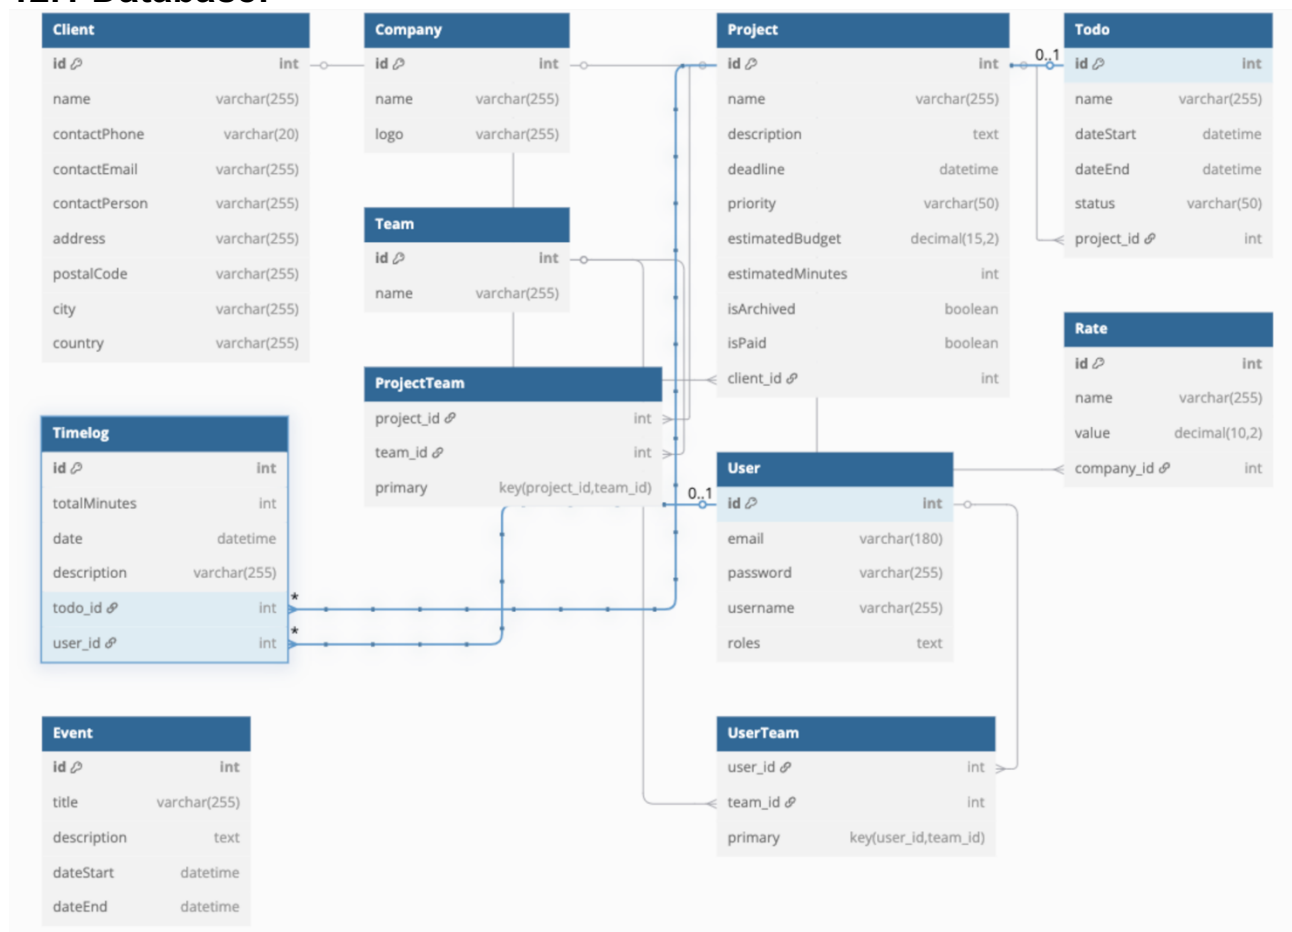 12.4 Database:
Client
id int
name varchar(255)
contactPhone varchar(20)
contactEmail varchar(255)
contactPerson varchar(255)
address varchar(255)
postalCode varchar(255)
city varchar(255)
country varchar(255)
Company
id int
name varchar(255)
logo varchar(255)
Team
id int
name varchar(255)
ProjectTeam
project_id int
team_id int
primary key(project_id,team_id)
Project
id int
name varchar(255)
description text
deadline datetime
priority varchar(50)
estimatedBudget decimal(15,2)
estimatedMinutes int
isArchived boolean
isPaid boolean
client_id int
0..1
Todo
id int
name varchar(255)
dateStart datetime
dateEnd datetime
status varchar(50)
project_id int
Rate
id int
name varchar(255)
value decimal(10,2)
company_id int
Timelog
id int
totalMinutes int
date datetime
description varchar(255)
todo_id int *
user_id int *
0..1
User
id int
email varchar(180)
password varchar(255)
username varchar(255)
roles text
Event
id int
title varchar(255)
description text
dateStart datetime
dateEnd datetime
UserTeam
user_id int
team_id int
primary key(user_id,team_id)